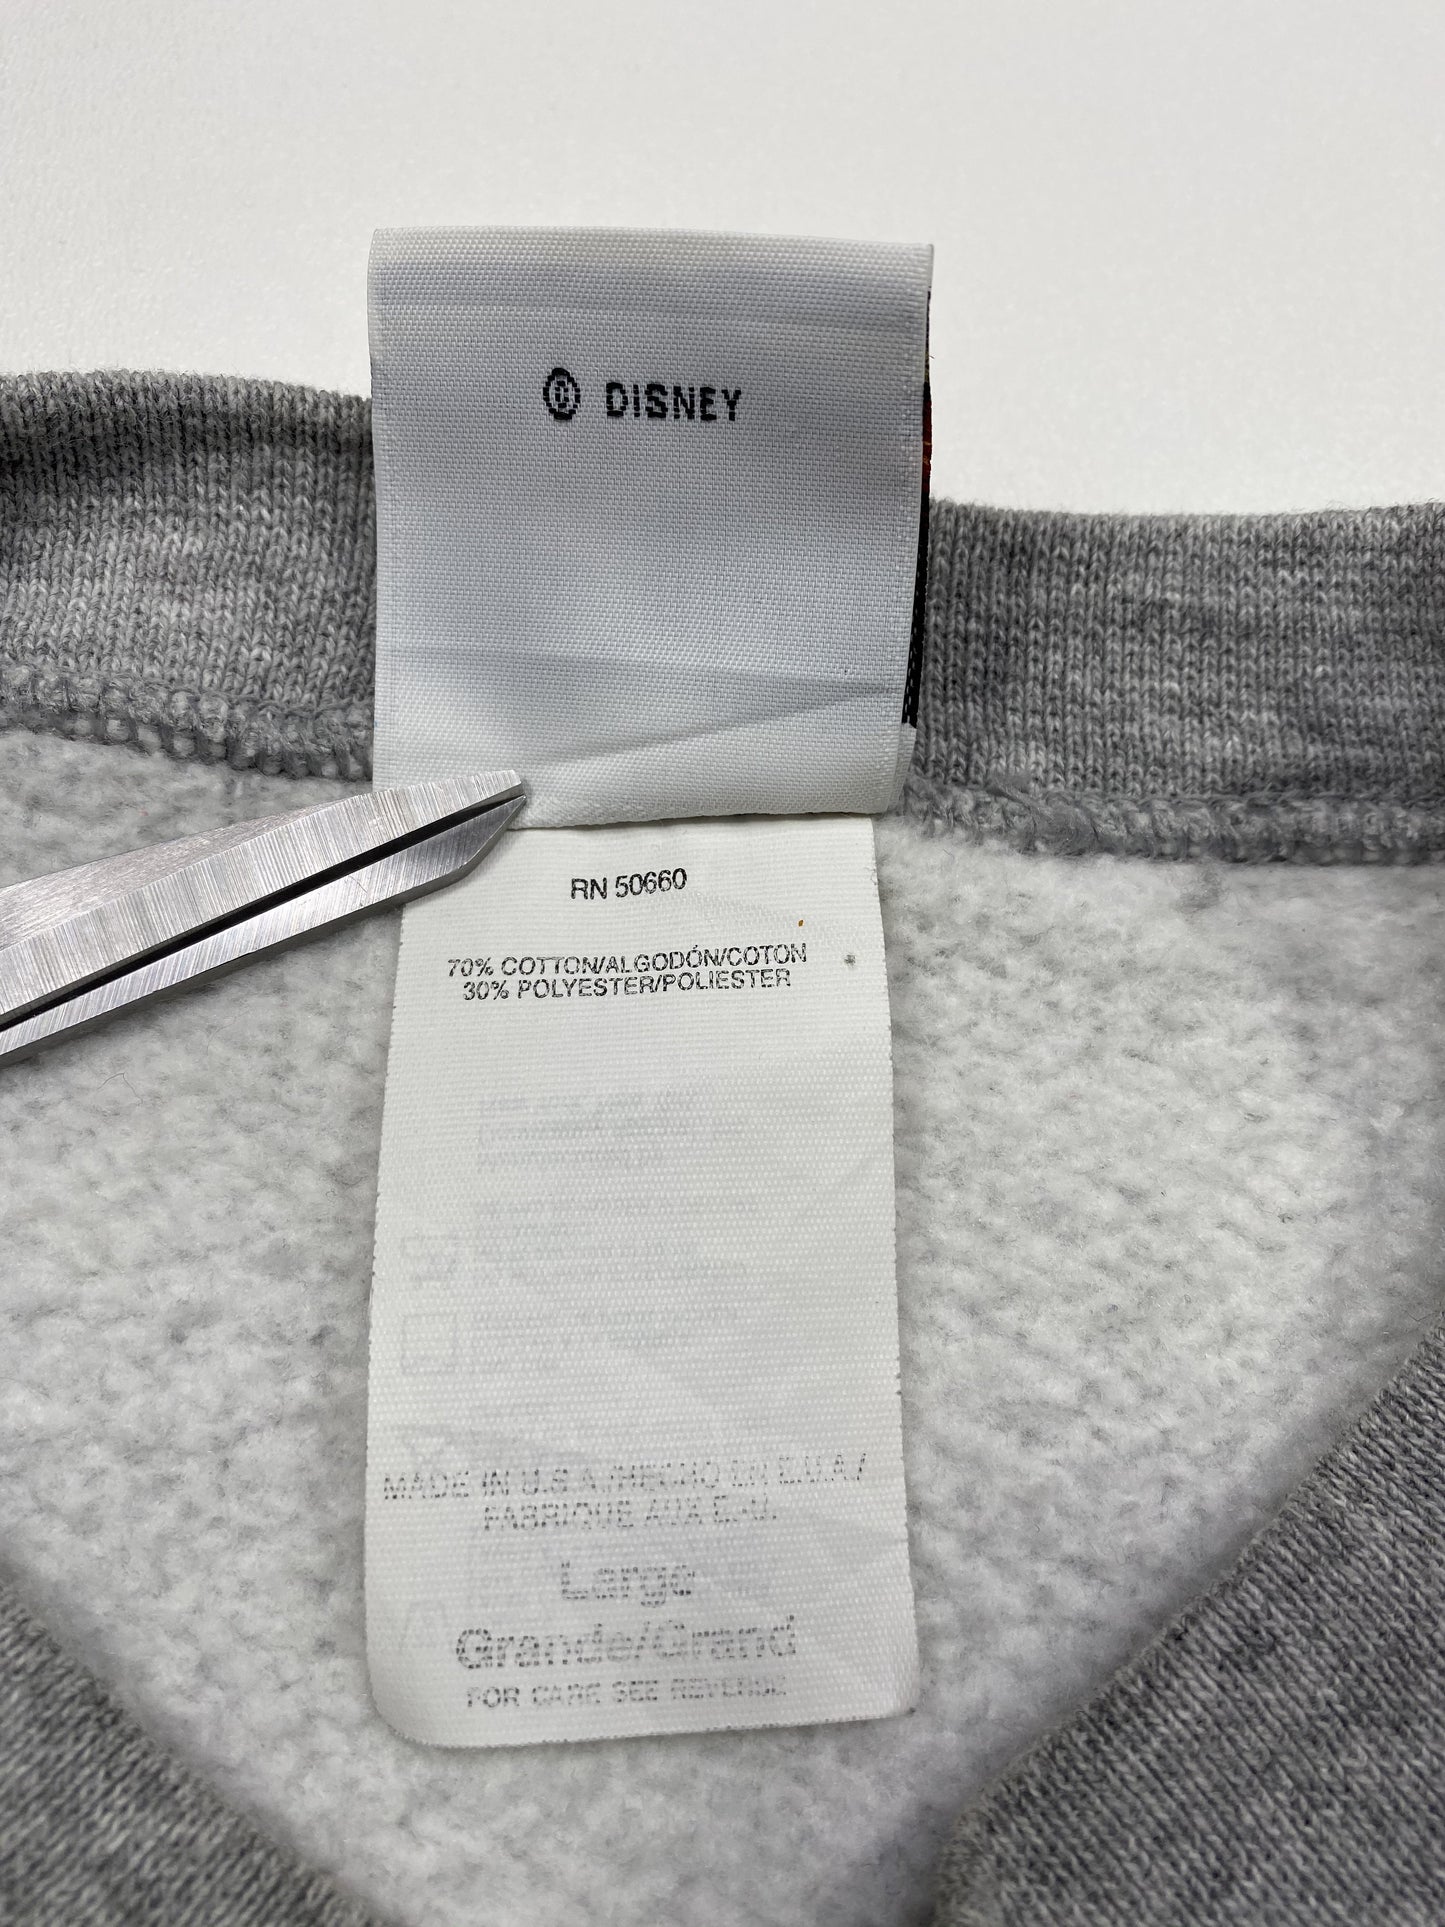 © DISNEY
RN 50660
70% COTTON/ALGODÓN/COTON
30% POLYESTER/POLIESTER
MADE IN U.S.A./HECHO EN E.U.A./
FABRIQUE AUX E.-U.
Large
Grande/Grand
FOR CARE SEE REVERSE